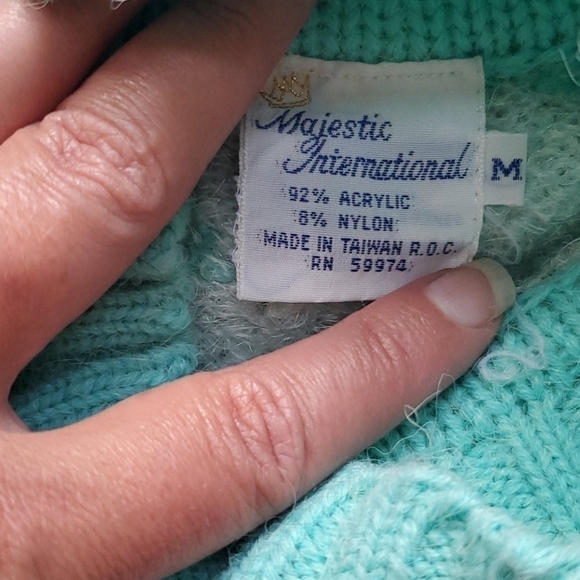 Majestic
International
M
92% ACRYLIC
8% NYLON
MADE IN TAIWAN R.O.C.
RN 59974